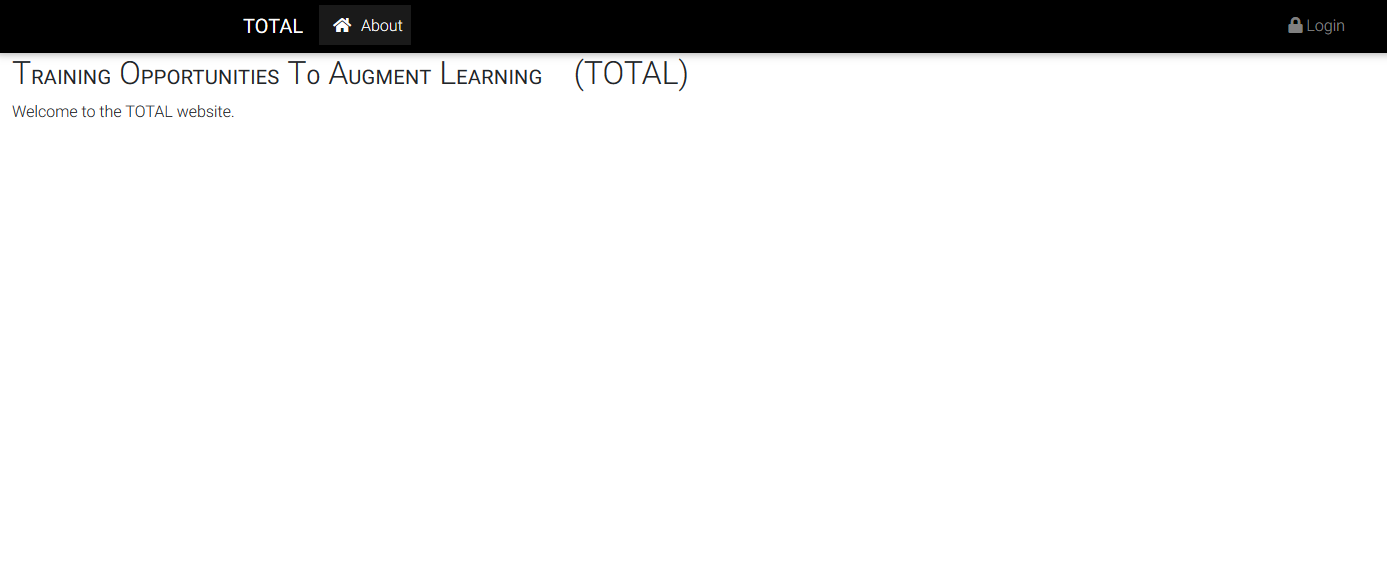 TOTAL About Login
Training Opportunities To Augment Learning (TOTAL)
Welcome to the TOTAL website.